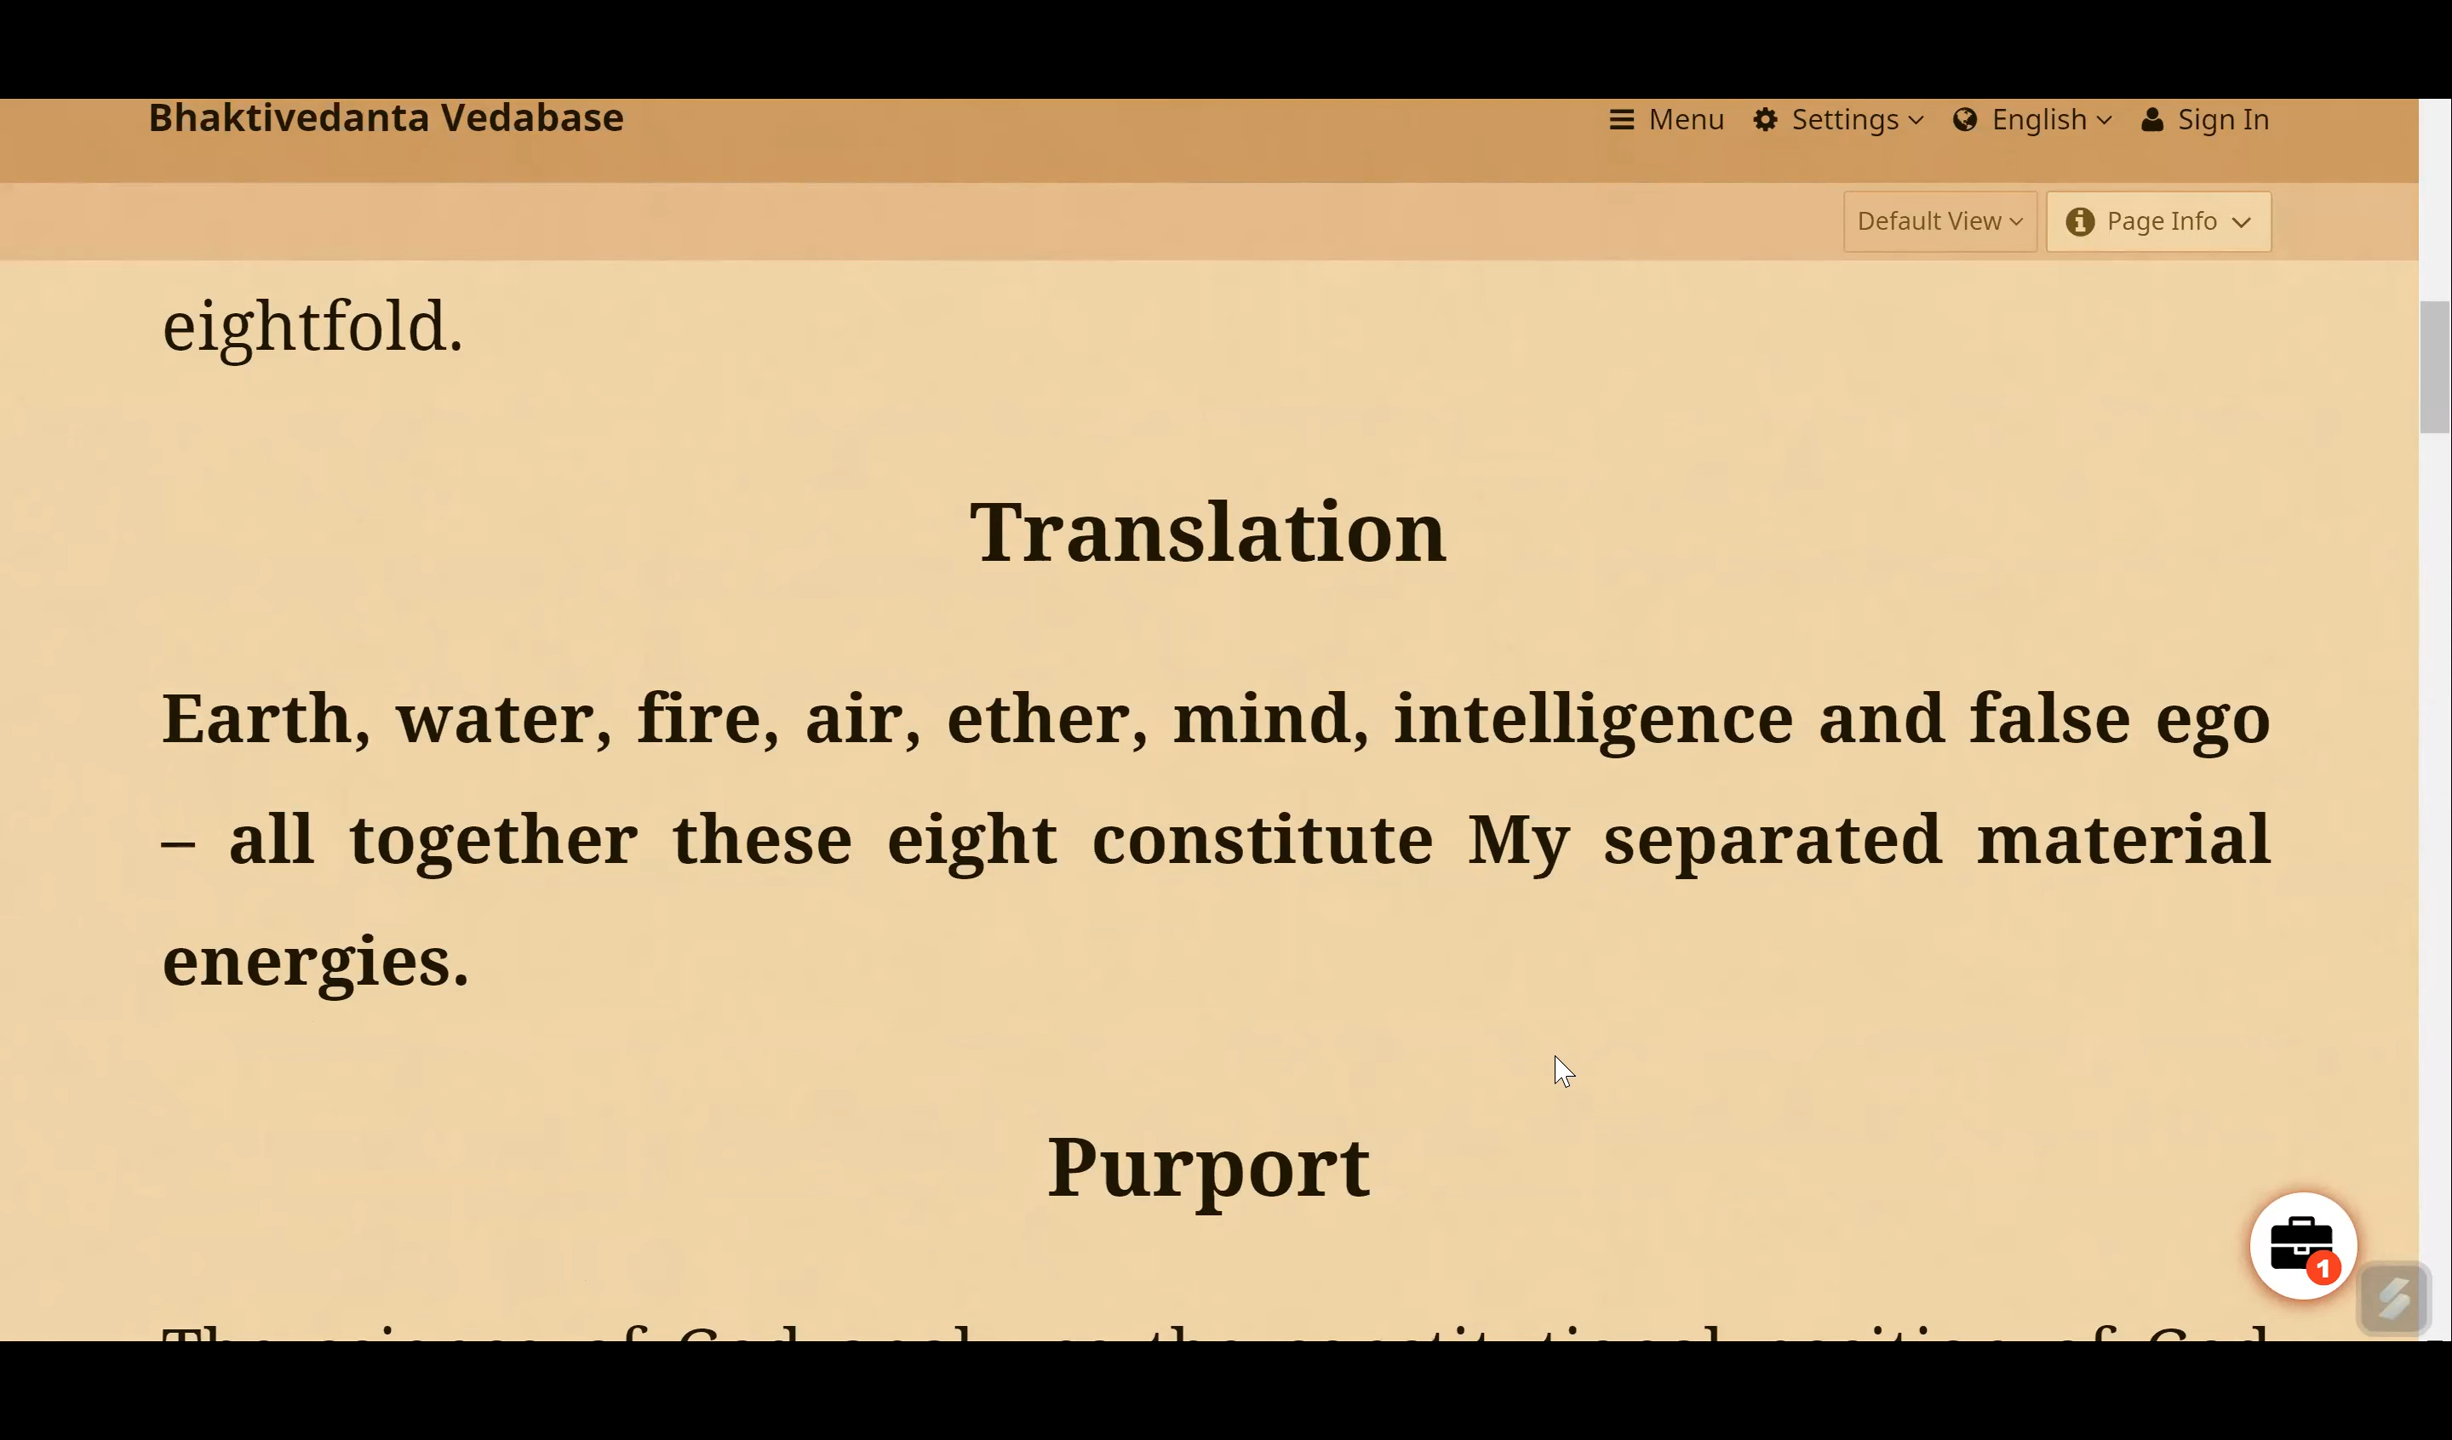 Bhaktivedanta Vedabase
Menu Settings English Sign In
Default View Page Info
eightfold.
Translation
Earth, water, fire, air, ether, mind, intelligence and false ego
– all together these eight constitute My separated material
energies.
Purport
1